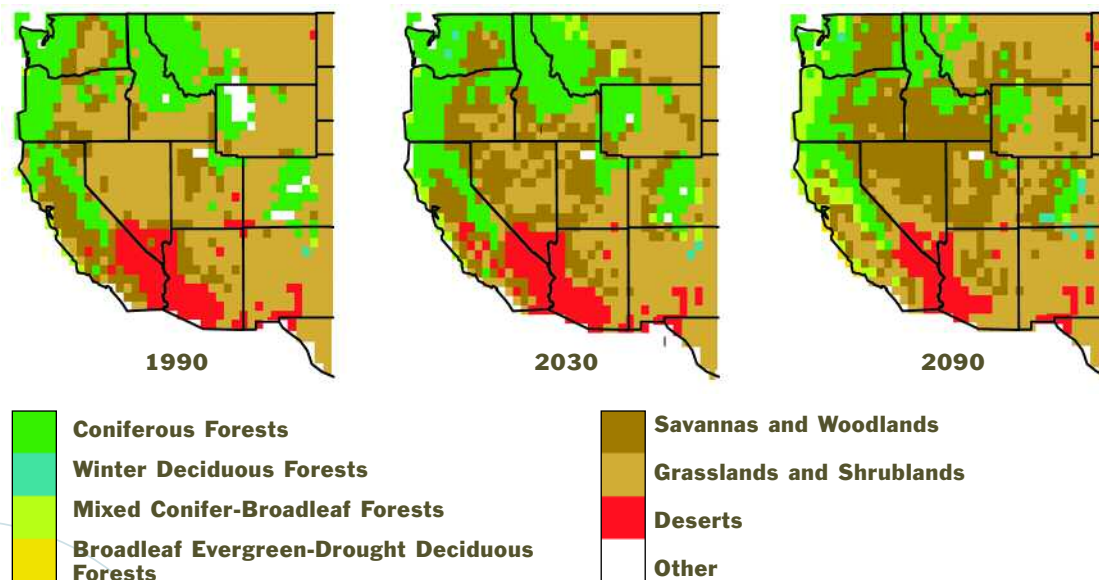 1990
2030
2090
Coniferous Forests
Winter Deciduous Forests
Mixed Conifer-Broadleaf Forests
Broadleaf Evergreen-Drought Deciduous
Forests
Savannas and Woodlands
Grasslands and Shrublands
Deserts
Other